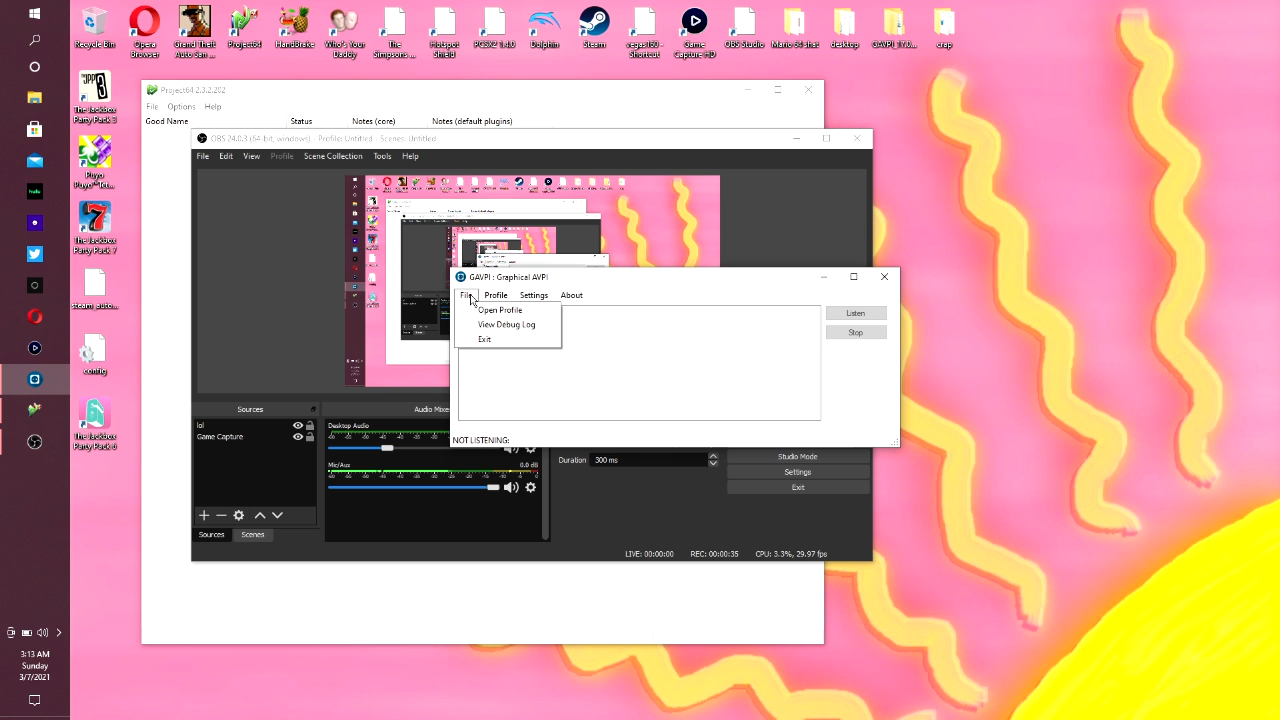 Recycle Bin
Opera Browser
Grand Theft Auto San ...
Project64
HandBrake
Who's Your Daddy
The Simpsons ...
Hotspot Shield
PCSX2 1.4.0
Dolphin
Steam
vegas160 - Shortcut
Game Capture HD
OBS Studio
Mario 64 shat
desktop
GAVPI_17.0...
crap
The Jackbox Party Pack 3
Puyo Puyo™Tet...
The Jackbox Party Pack 7
steam_auto...
config
The Jackbox Party Pack 6
hulu
Project64 2.3.2.202
File Options Help
Good Name Status Notes (core) Notes (default plugins)
OBS 24.0.3 (64-bit, windows) - Profile: Untitled - Scenes: Untitled
File Edit View Profile Scene Collection Tools Help
GAVPI : Graphical AVPI
File Profile Settings About
Open Profile
View Debug Log
Exit
Listen
Stop
NOT LISTENING:
Sources
Audio Mixe
lol
Game Capture
Desktop Audio
Mic/Aux
0.0 dB
Duration 300 ms
Studio Mode
Settings
Exit
Sources Scenes
LIVE: 00:00:00 REC: 00:00:35 CPU: 3.3%, 29.97 fps
3:13 AM
Sunday
3/7/2021